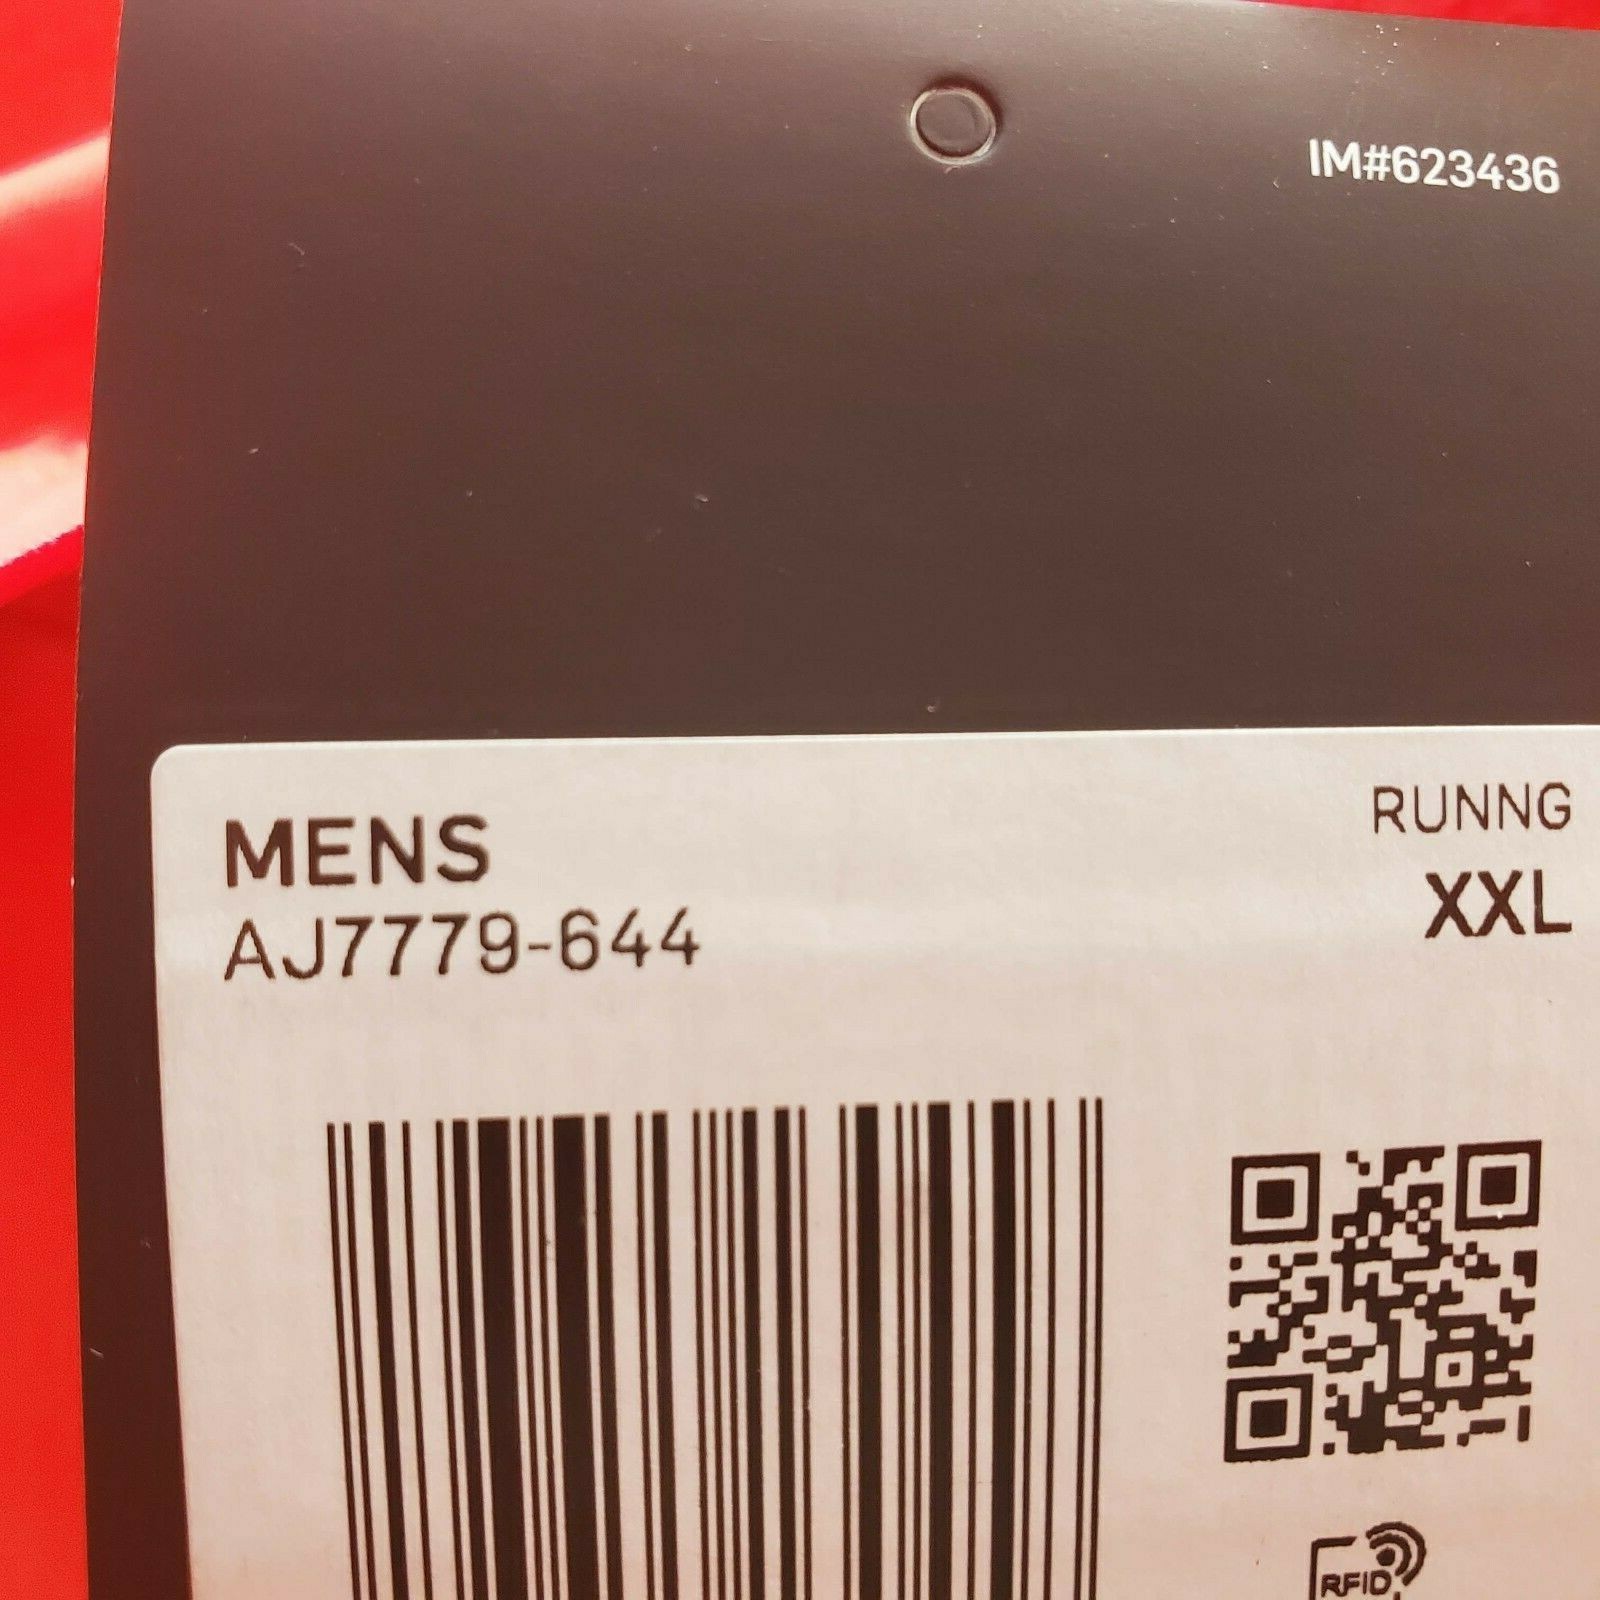 IM#623436
MENS
RUNNG
AJ7779-644
XXL
RFID